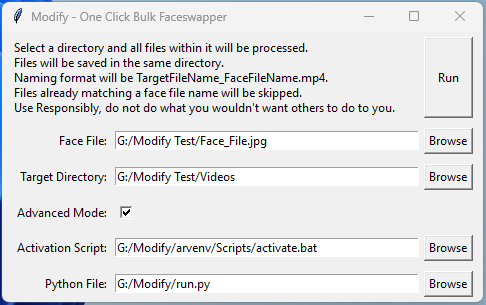 Modify - One Click Bulk Faceswapper
Select a directory and all files within it will be processed.
Files will be saved in the same directory.
Naming format will be TargetFileName_FaceFileName.mp4.
Files already matching a face file name will be skipped.
Use Responsibly, do not do what you wouldn't want others to do to you.
Run
Face File: G:/Modify Test/Face_File.jpg Browse
Target Directory: G:/Modify Test/Videos Browse
Advanced Mode:
Activation Script: G:/Modify/arvenv/Scripts/activate.bat Browse
Python File: G:/Modify/run.py Browse